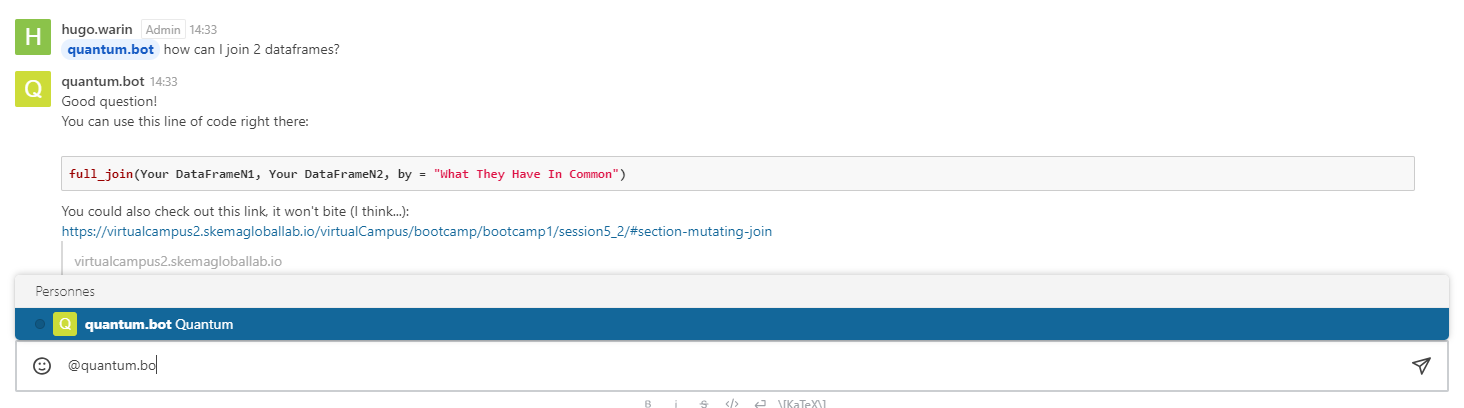 H hugo.warin Admin 14:33
quantum.bot how can I join 2 dataframes?
Q quantum.bot 14:33
Good question!
You can use this line of code right there:
full_join(Your DataFrameN1, Your DataFrameN2, by = "What They Have In Common")
You could also check out this link, it won't bite (I think...):
https://virtualcampus2.skemagloballab.io/virtualCampus/bootcamp/bootcamp1/session5_2/#section-mutating-join
virtualcampus2.skemagloballab.io
Personnes
Q quantum.bot Quantum
@quantum.bo
B i S </> \[KaTeX\]